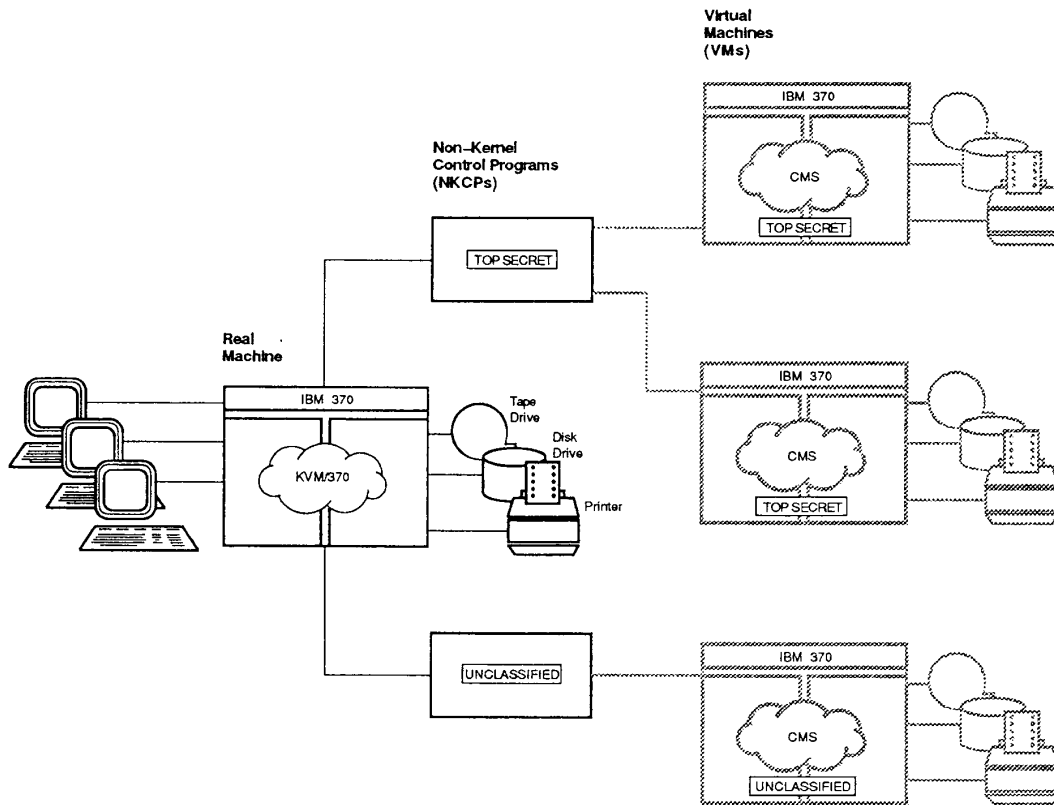 Virtual
Machines
(VMs)
IBM 370
CMS
TOP SECRET
Non-Kernel
Control Programs
(NKCPs)
TOP SECRET
Real
Machine
IBM 370
KVM/370
Tape
Drive
Disk
Drive
Printer
IBM 370
CMS
TOP SECRET
UNCLASSIFIED
IBM 370
CMS
UNCLASSIFIED